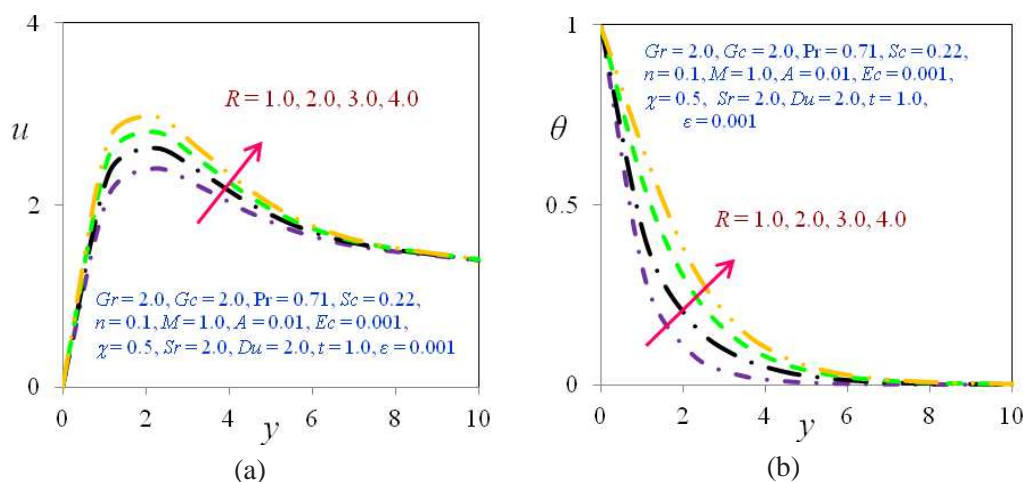 4
R = 1.0, 2.0, 3.0, 4.0
u
2
Gr = 2.0, Gc = 2.0, Pr = 0.71, Sc = 0.22,
n = 0.1, M = 1.0, A = 0.01, Ec = 0.001,
χ = 0.5, Sr = 2.0, Du = 2.0, t = 1.0, ε = 0.001
0
0 2 4 6 8 10
y
(a)
1
Gr = 2.0, Gc = 2.0, Pr = 0.71, Sc = 0.22,
n = 0.1, M = 1.0, A = 0.01, Ec = 0.001,
χ = 0.5, Sr = 2.0, Du = 2.0, t = 1.0,
ε = 0.001
θ
0.5
R = 1.0, 2.0, 3.0, 4.0
0
0 2 4 6 8 10
y
(b)